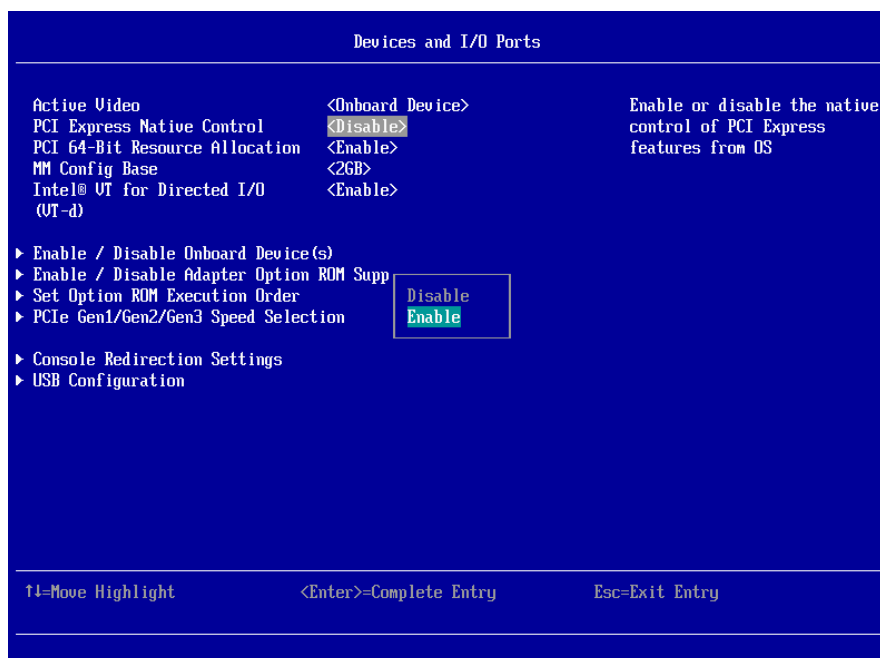 Devices and I/O Ports
Active Video <Onboard Device> Enable or disable the native
PCI Express Native Control <Disable> control of PCI Express
PCI 64-Bit Resource Allocation <Enable> features from OS
MM Config Base <2GB>
Intel® VT for Directed I/O <Enable>
(VT-d)
▶ Enable / Disable Onboard Device(s)
▶ Enable / Disable Adapter Option ROM Supp
▶ Set Option ROM Execution Order Disable
▶ PCIe Gen1/Gen2/Gen3 Speed Selection Enable
▶ Console Redirection Settings
▶ USB Configuration
↑↓=Move Highlight <Enter>=Complete Entry Esc=Exit Entry